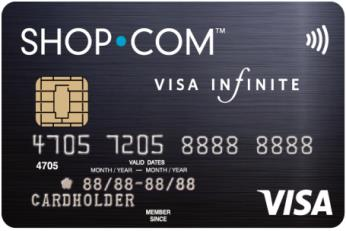 SHOP•COM™
VISA INfINITE
4705 7205 8888 8888
4705
VALID DATES
MONTH / YEAR — MONTH / YEAR
88/88-88/88
CARDHOLDER
MEMBER
SINCE
VISA